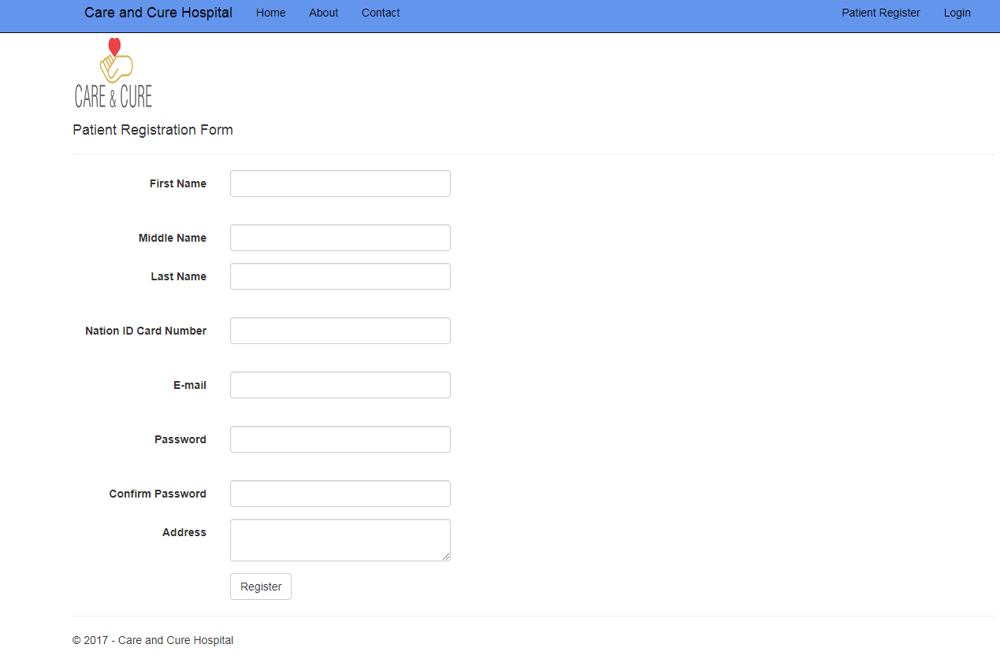 Care and Cure Hospital Home About Contact Patient Register Login
CARE & CURE
Patient Registration Form
First Name
Middle Name
Last Name
Nation ID Card Number
E-mail
Password
Confirm Password
Address
Register
© 2017 - Care and Cure Hospital